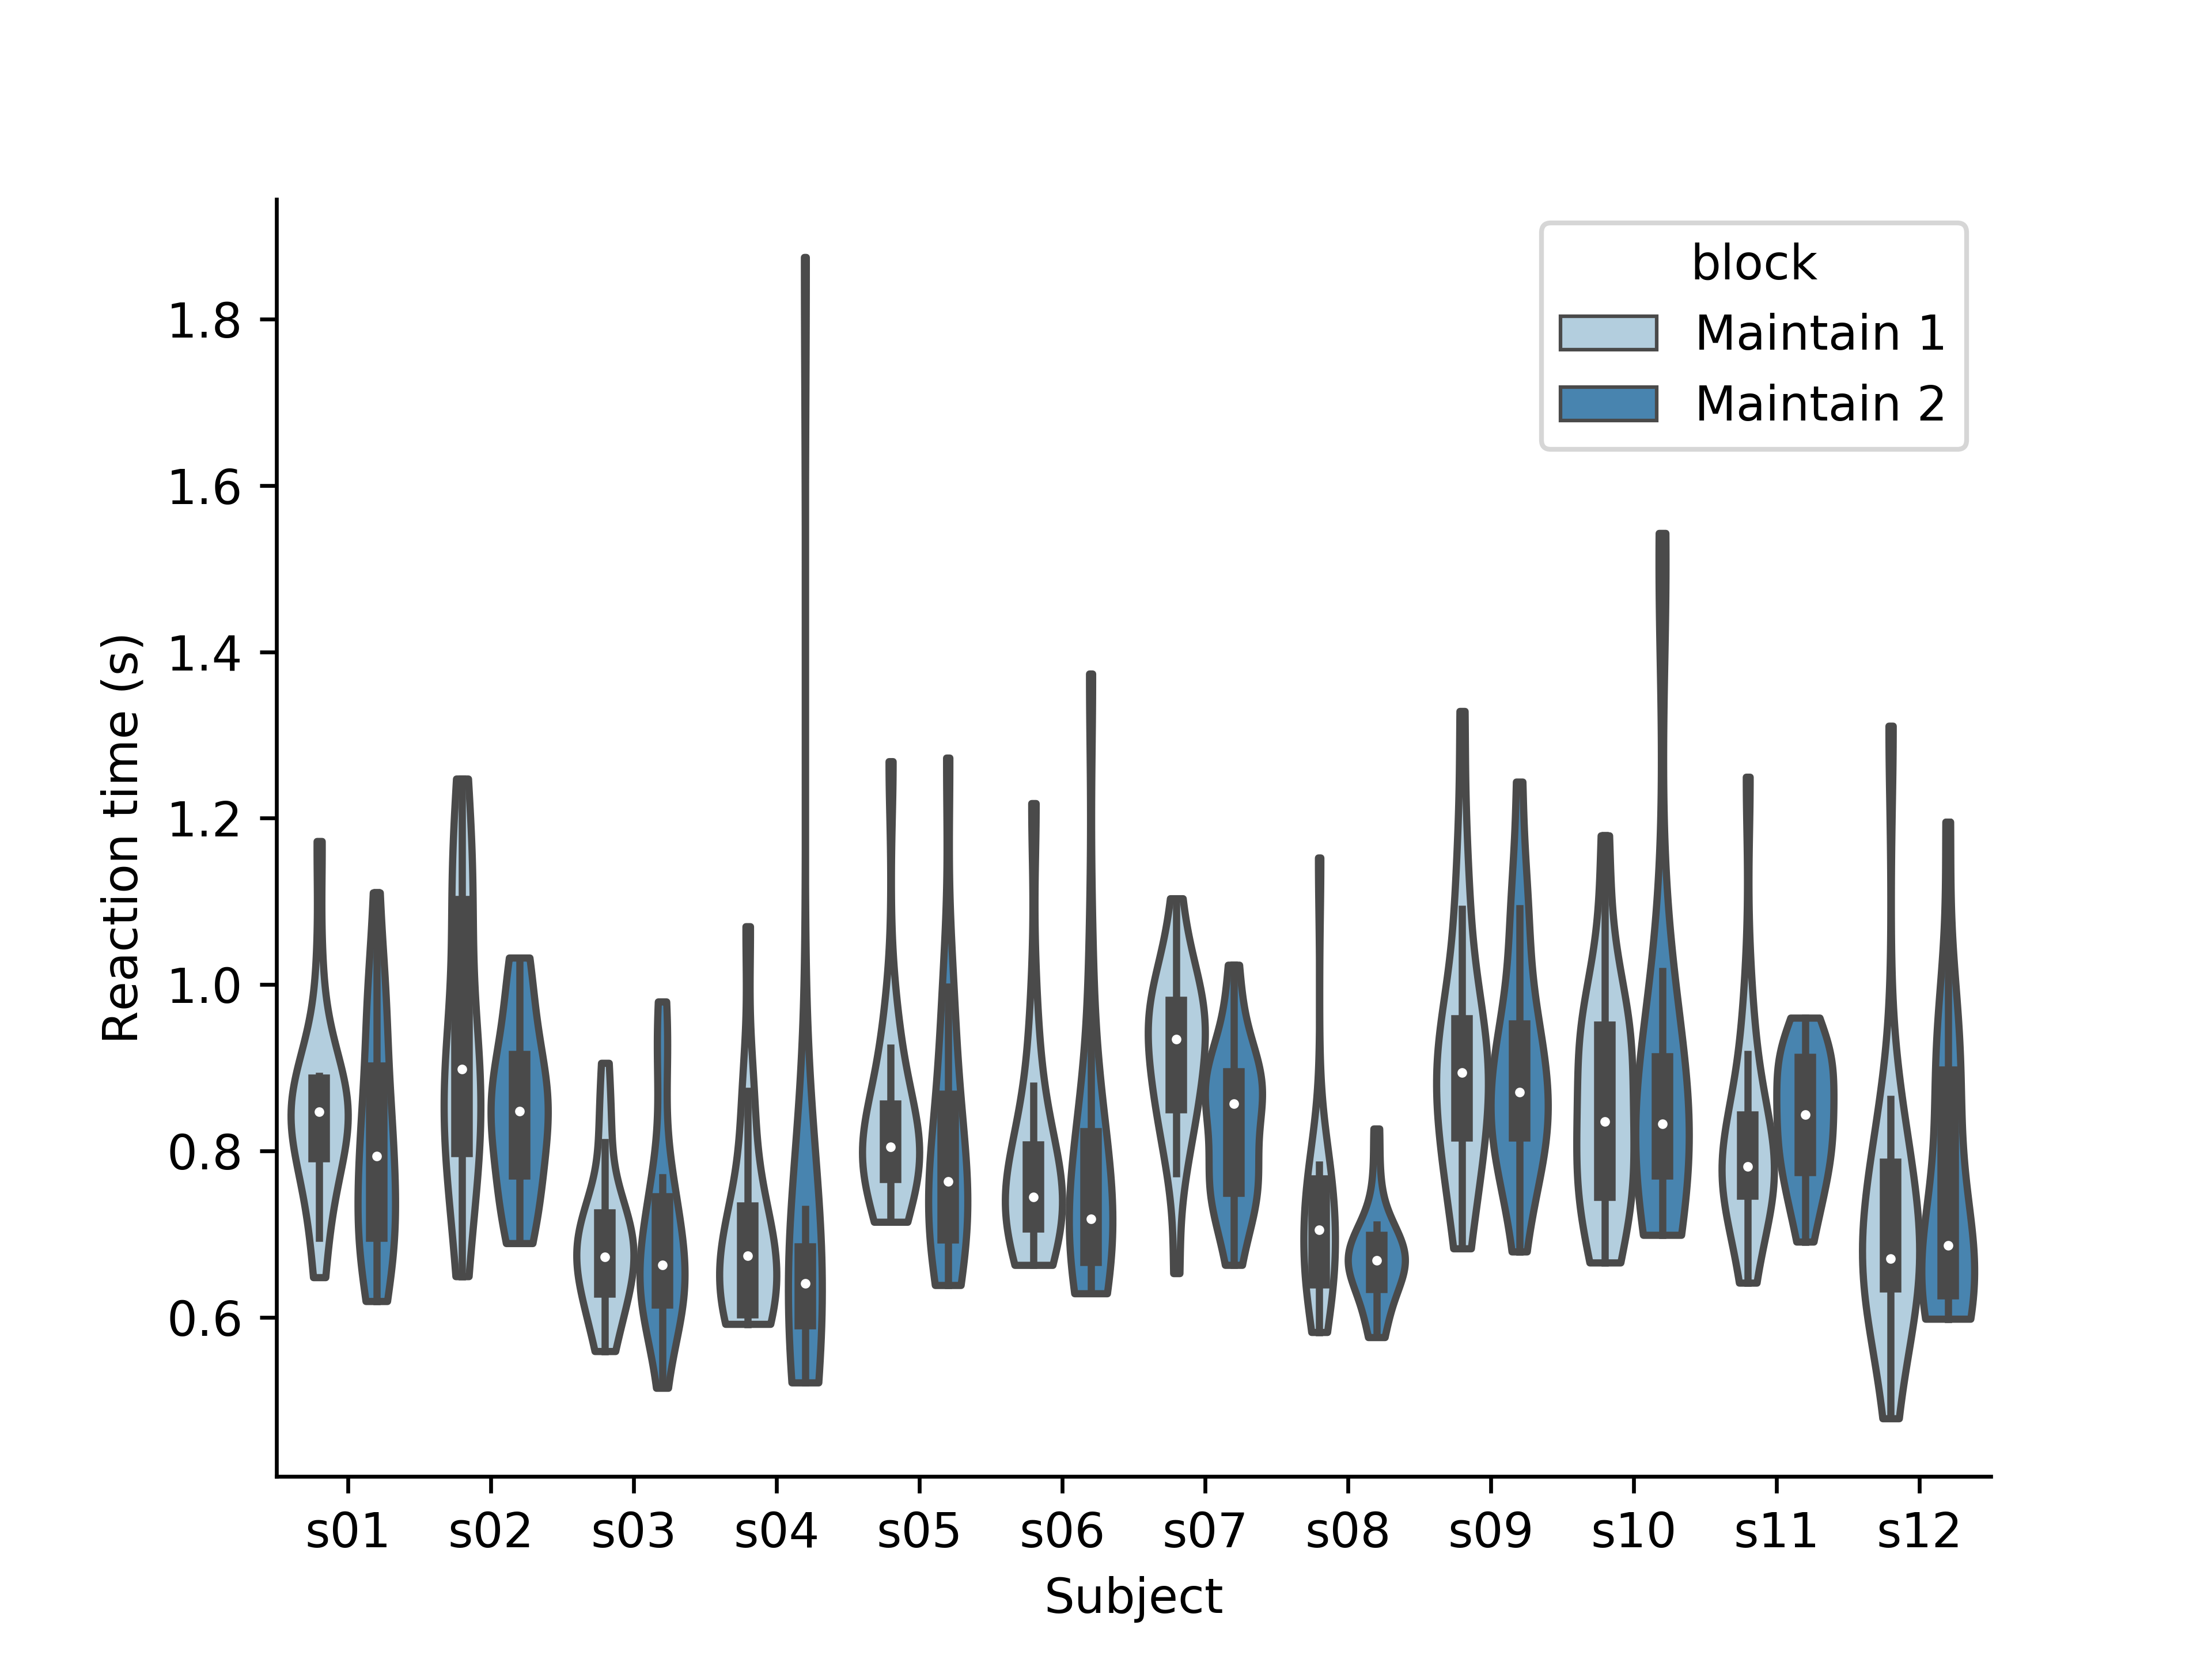 block
Maintain 1
Maintain 2
Reaction time (s)
1.8
1.6
1.4
1.2
1.0
0.8
0.6
s01 s02 s03 s04 s05 s06 s07 s08 s09 s10 s11 s12
Subject